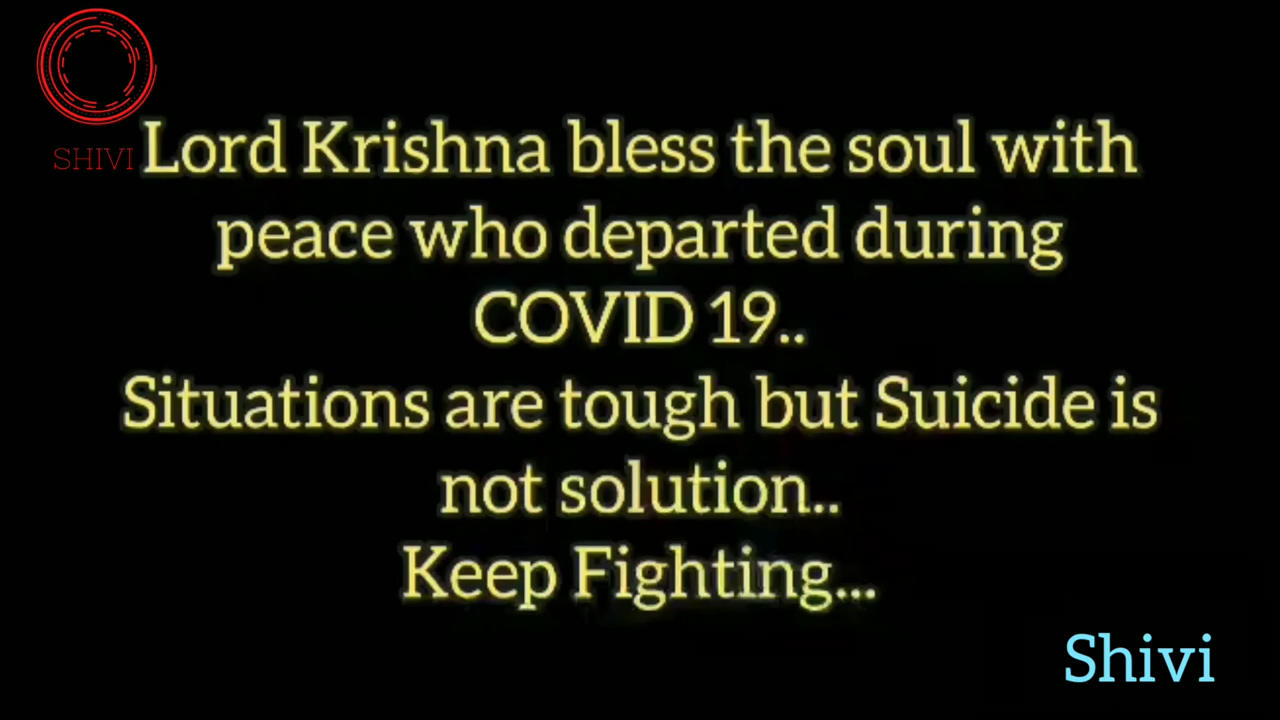 SHIVI
Lord Krishna bless the soul with
peace who departed during
COVID 19..
Situations are tough but Suicide is
not solution..
Keep Fighting...
Shivi